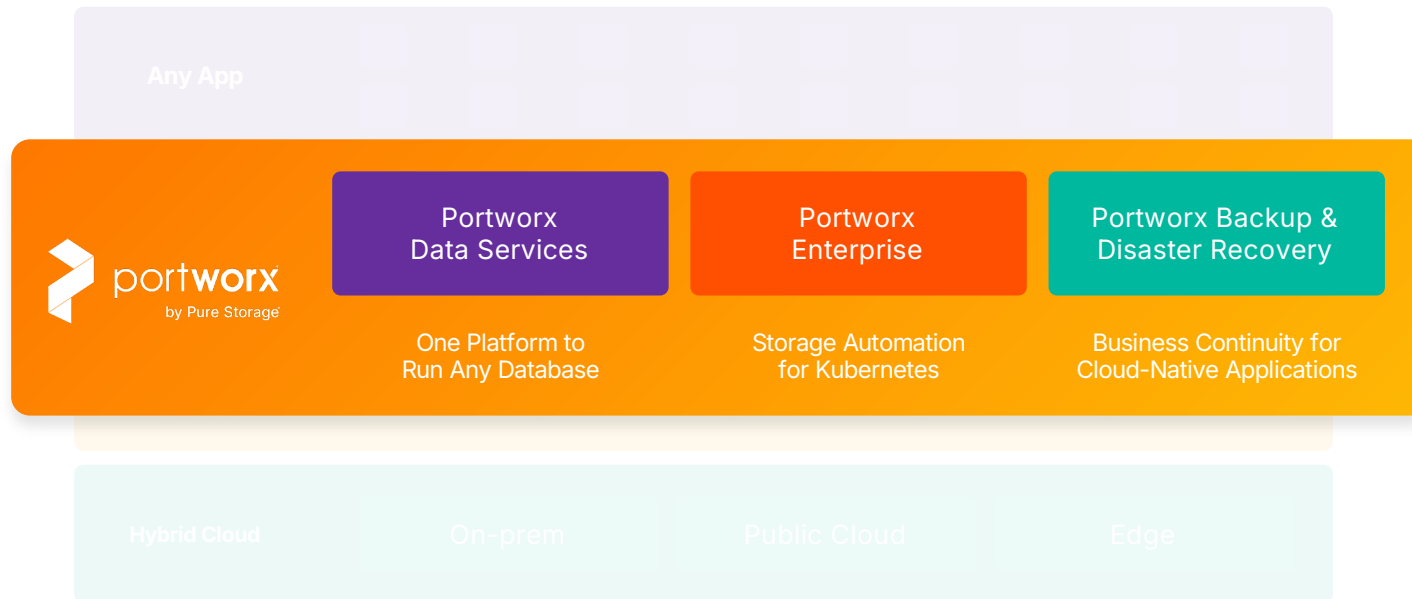 Any App
portworx
by Pure Storage
Portworx
Data Services
One Platform to
Run Any Database
Portworx
Enterprise
Storage Automation
for Kubernetes
Portworx Backup &
Disaster Recovery
Business Continuity for
Cloud-Native Applications
Hybrid Cloud
On-prem
Public Cloud
Edge